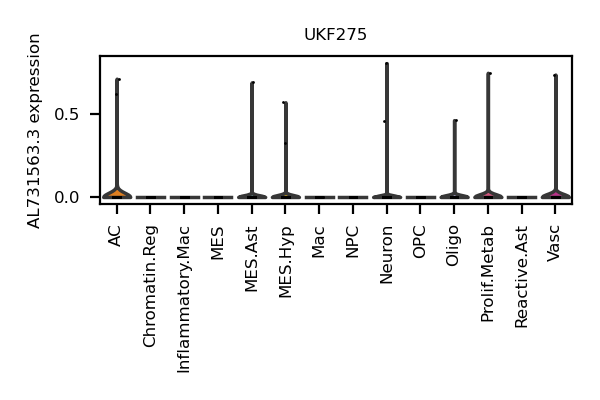 UKF275
AL731563.3 expression
0.5
0.0
AC
Chromatin.Reg
Inflammatory.Mac
MES
MES.Ast
MES.Hyp
Mac
NPC
Neuron
OPC
Oligo
Prolif.Metab
Reactive.Ast
Vasc